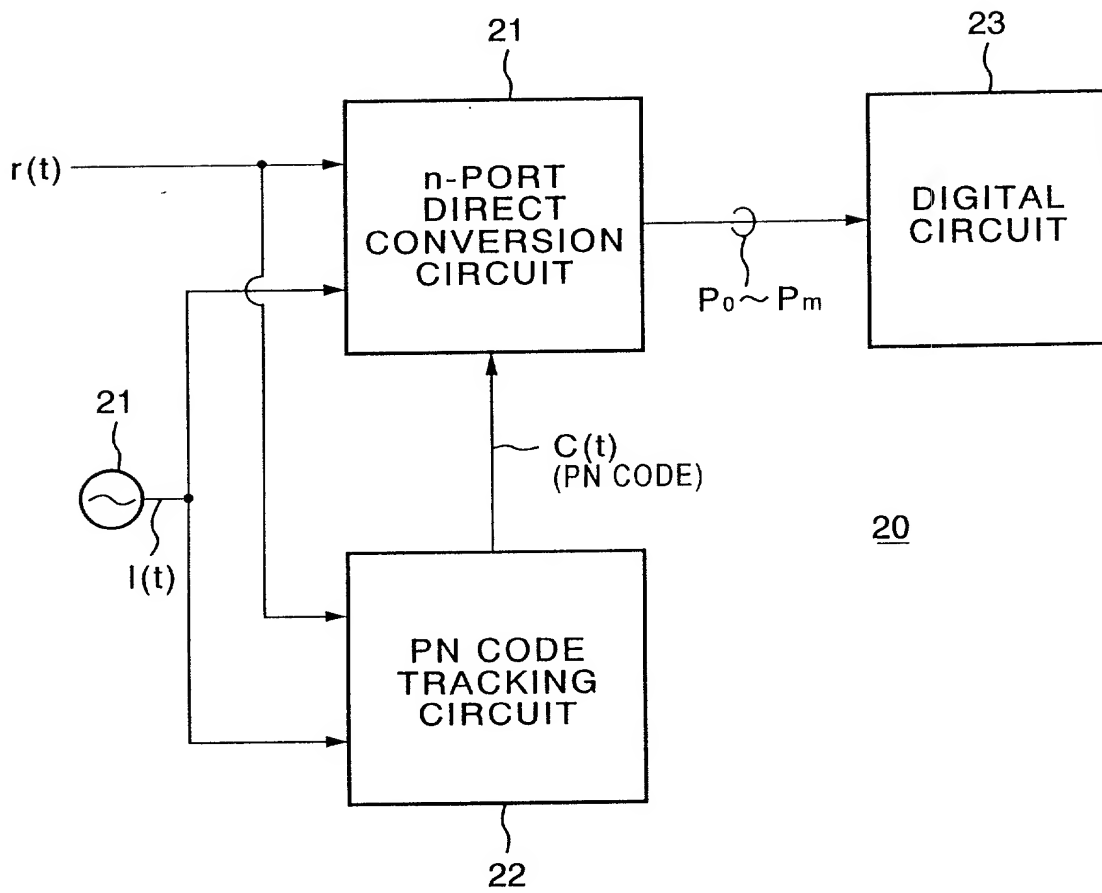 21
23
r(t)
n-PORT
DIRECT
CONVERSION
CIRCUIT
DIGITAL
CIRCUIT
P0~Pm
21
l(t)
C(t)
(PN CODE)
20
PN CODE
TRACKING
CIRCUIT
22